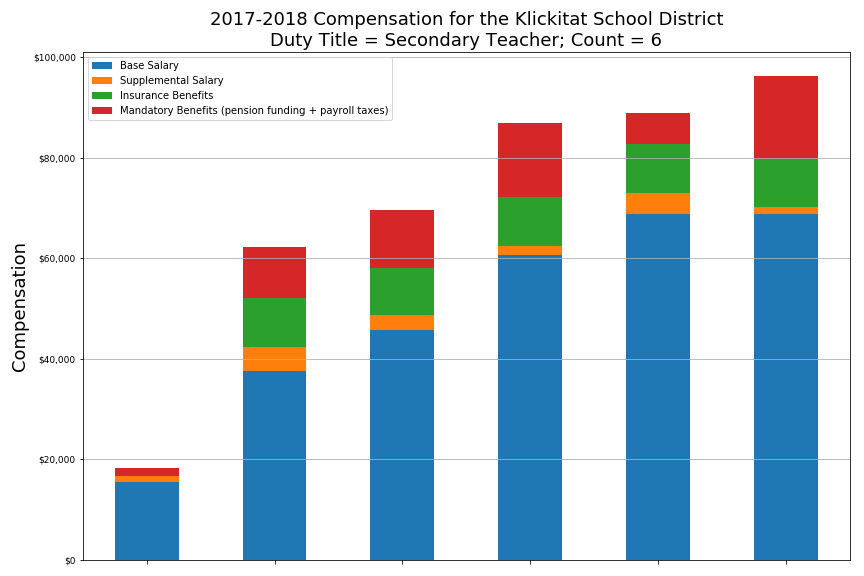 2017-2018 Compensation for the Klickitat School District
Duty Title = Secondary Teacher; Count = 6
$100,000
Base Salary
Supplemental Salary
Insurance Benefits
Mandatory Benefits (pension funding + payroll taxes)
$80,000
$60,000
Compensation
$40,000
$20,000
$0